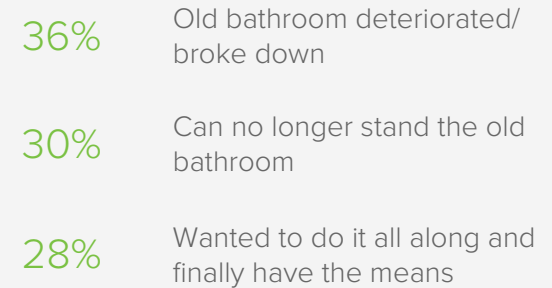 36% Old bathroom deteriorated/
broke down
30% Can no longer stand the old
bathroom
28% Wanted to do it all along and
finally have the means